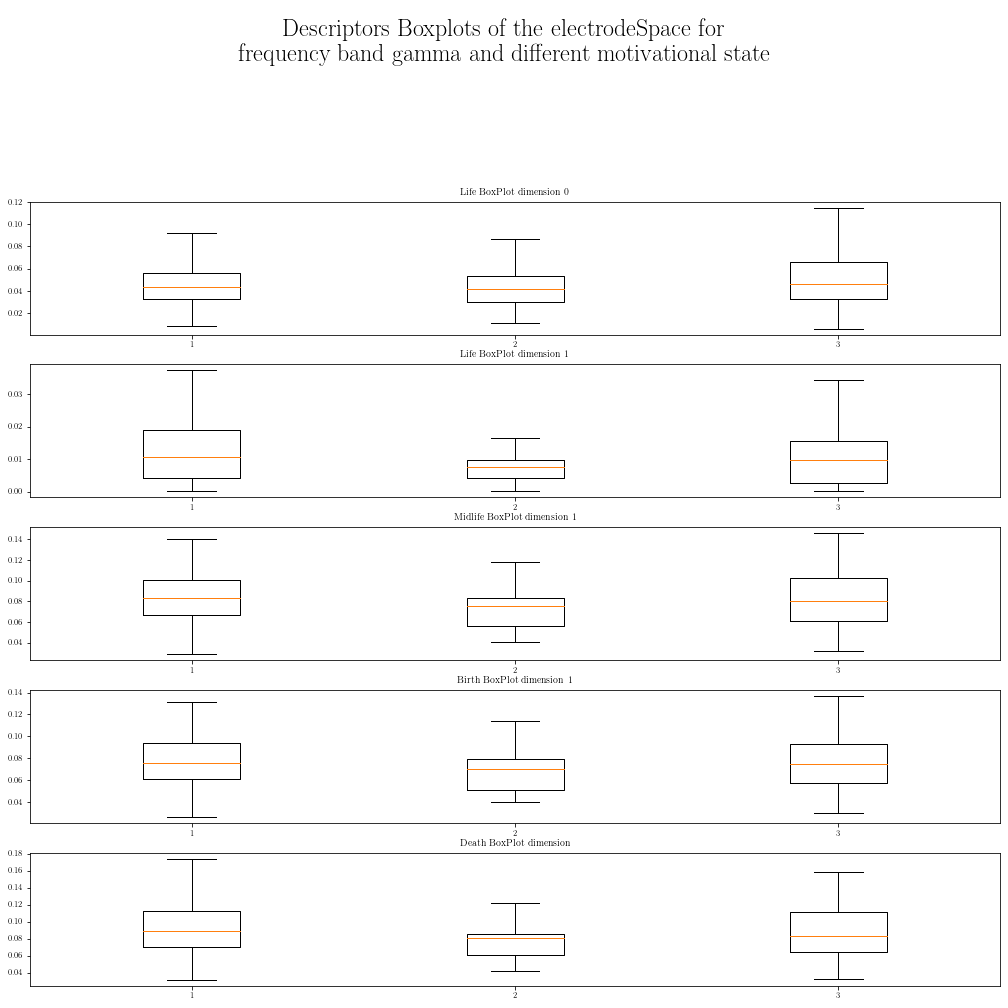 Descriptors Boxplots of the electrodeSpace for
frequency band gamma and different motivational state
Life BoxPlot dimension 0
0.12
0.10
0.08
0.06
0.04
0.02
1 2 3
Life BoxPlot dimension 1
0.03
0.02
0.01
0.00
1 2 3
Midlife BoxPlot dimension 1
0.14
0.12
0.10
0.08
0.06
0.04
1 2 3
Birth BoxPlot dimension 1
0.14
0.12
0.10
0.08
0.06
0.04
1 2 3
Death BoxPlot dimension
0.18
0.16
0.14
0.12
0.10
0.08
0.06
0.04
1 2 3